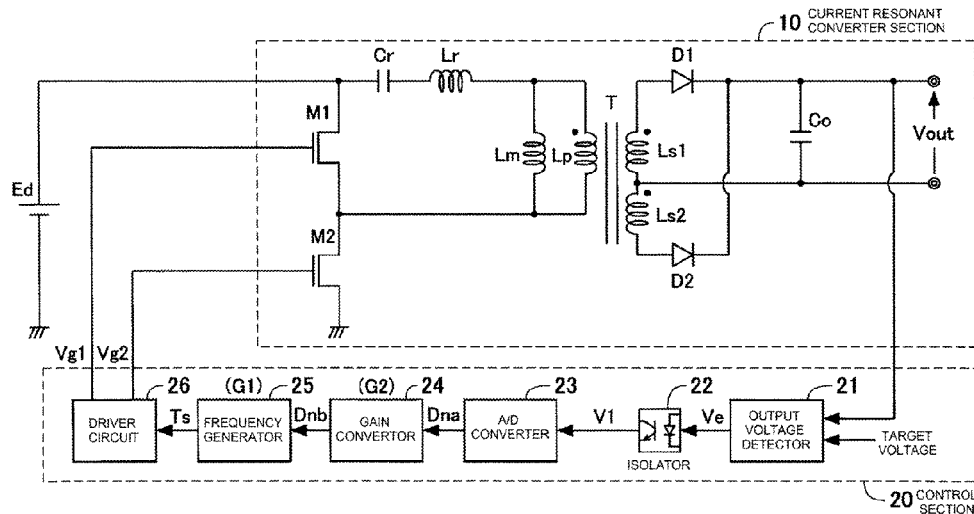 10 CURRENT RESONANT
CONVERTER SECTION
Cr
Lr
D1
T
M1
Lm
Lp
Ls1
Co
Vout
Ed
Ls2
M2
D2
Vg1
Vg2
26
(G1)
25
(G2)
24
23
22
21
DRIVER
CIRCUIT
Ts
FREQUENCY
GENERATOR
Dnb
GAIN
CONVERTOR
Dna
A/D
CONVERTER
V1
ISOLATOR
Ve
OUTPUT
VOLTAGE
DETECTOR
TARGET
VOLTAGE
20 CONTROL
SECTION